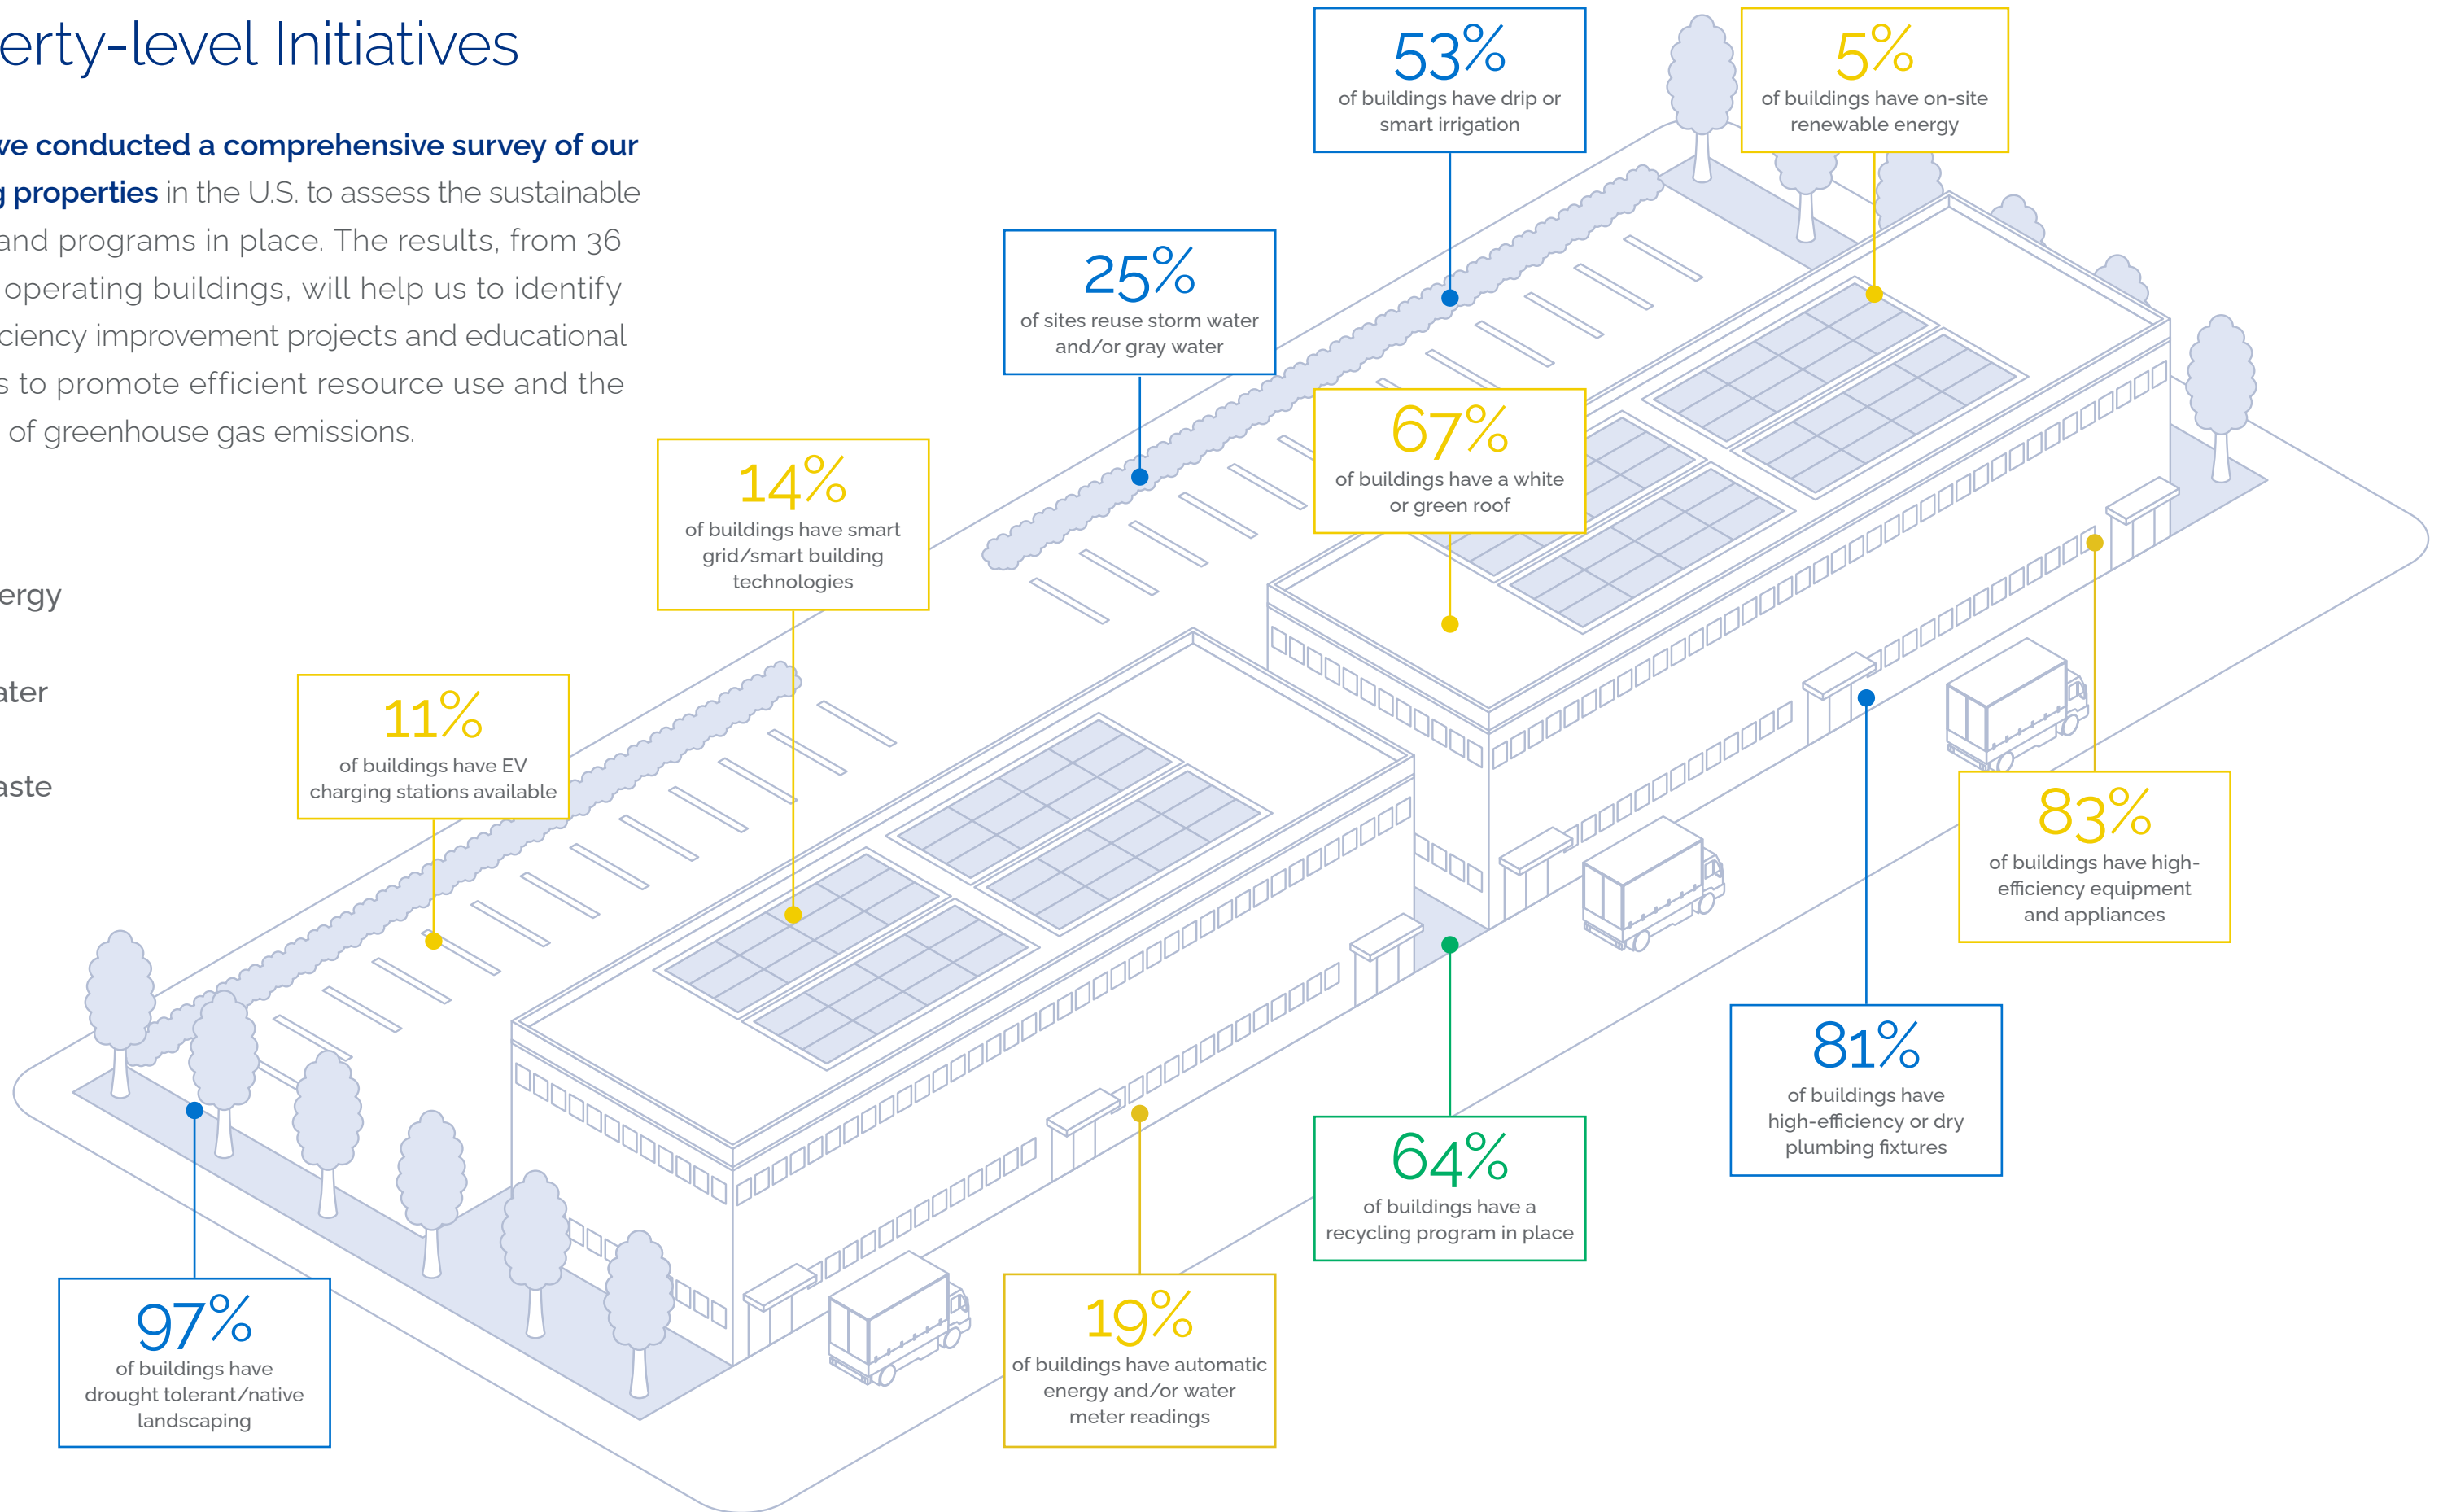 erty-level Initiatives
we conducted a comprehensive survey of our
g properties in the U.S. to assess the sustainable
and programs in place. The results, from 36
operating buildings, will help us to identify
ciency improvement projects and educational
s to promote efficient resource use and the
of greenhouse gas emissions.
ergy
ater
aste
53%
of buildings have drip or
smart irrigation
5%
of buildings have on-site
renewable energy
25%
of sites reuse storm water
and/or gray water
67%
of buildings have a white
or green roof
14%
of buildings have smart
grid/smart building
technologies
11%
of buildings have EV
charging stations available
83%
of buildings have high-
efficiency equipment
and appliances
81%
of buildings have
high-efficiency or dry
plumbing fixtures
64%
of buildings have a
recycling program in place
19%
of buildings have automatic
energy and/or water
meter readings
97%
of buildings have
drought tolerant/native
landscaping